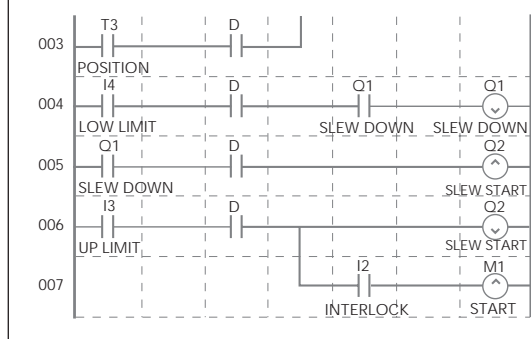 T3 D
003
POSITION
I4 D Q1 Q1
004
LOW LIMIT SLEW DOWN SLEW DOWN
Q1 D Q2
005
SLEW DOWN SLEW START
I3 D Q2
006
UP LIMIT SLEW START
I2 M1
007
INTERLOCK START